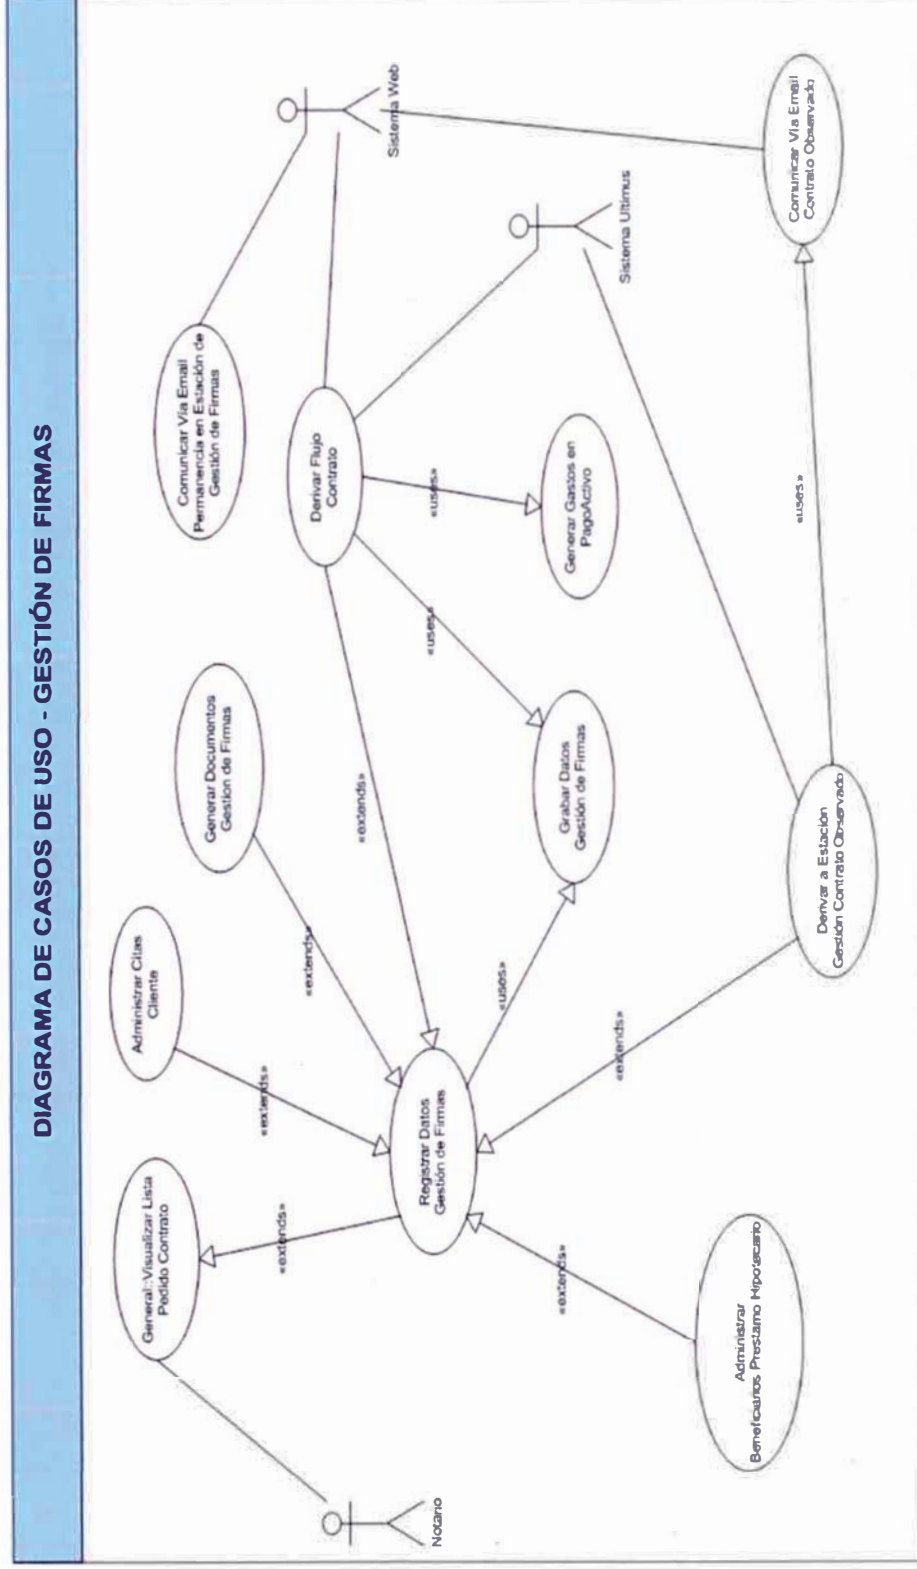 DIAGRAMA DE CASOS DE USO - GESTIÓN DE FIRMAS
Notario
General::Visualizar Lista
Pedido Contrato
«extends»
Administrar Citas
Cliente
«extends»
Generar Documentos
Gestion de Firmas
«extends»
Comunicar Via Email
Permanencia en Estación de
Gestión de Firmas
Sistema Web
Derivar Flujo
Contrato
«extends»
«uses»
«uses»
Registrar Datos
Gestión de Firmas
«uses»
Grabar Datos
Gestión de Firmas
Generar Gastos en
PagoActivo
Sistema Ultimus
«extends»
Administrar
Beneficiarios Prestamo Hipotecario
«extends»
Derivar a Estación
Gestión Contrato Observado
«uses»
Comunicar Via Email
Contrato Observado